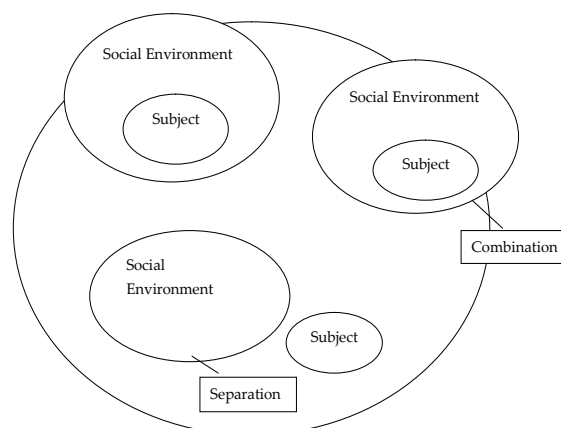 Social Environment
Subject
Social Environment
Subject
Combination
Social
Environment
Subject
Separation